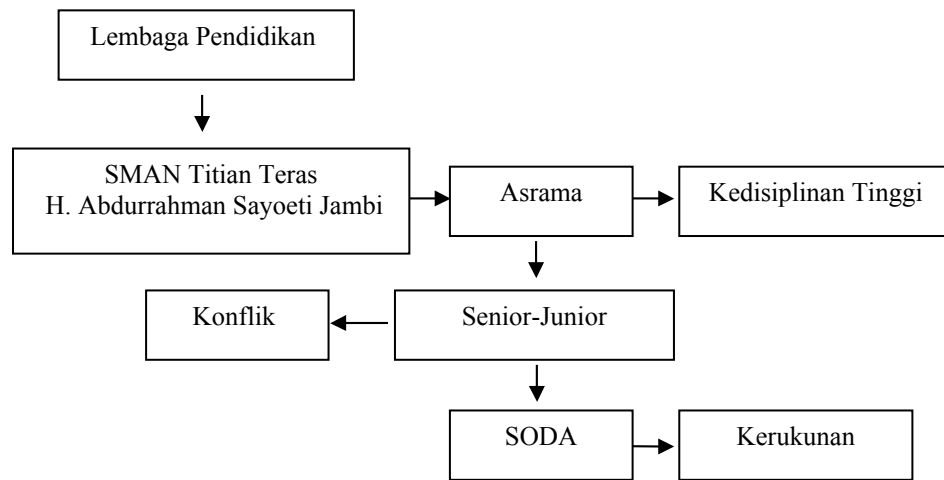 Lembaga Pendidikan
SMAN Titian Teras
H. Abdurrahman Sayoeti Jambi
Asrama
Kedisiplinan Tinggi
Konflik
Senior-Junior
SODA
Kerukunan